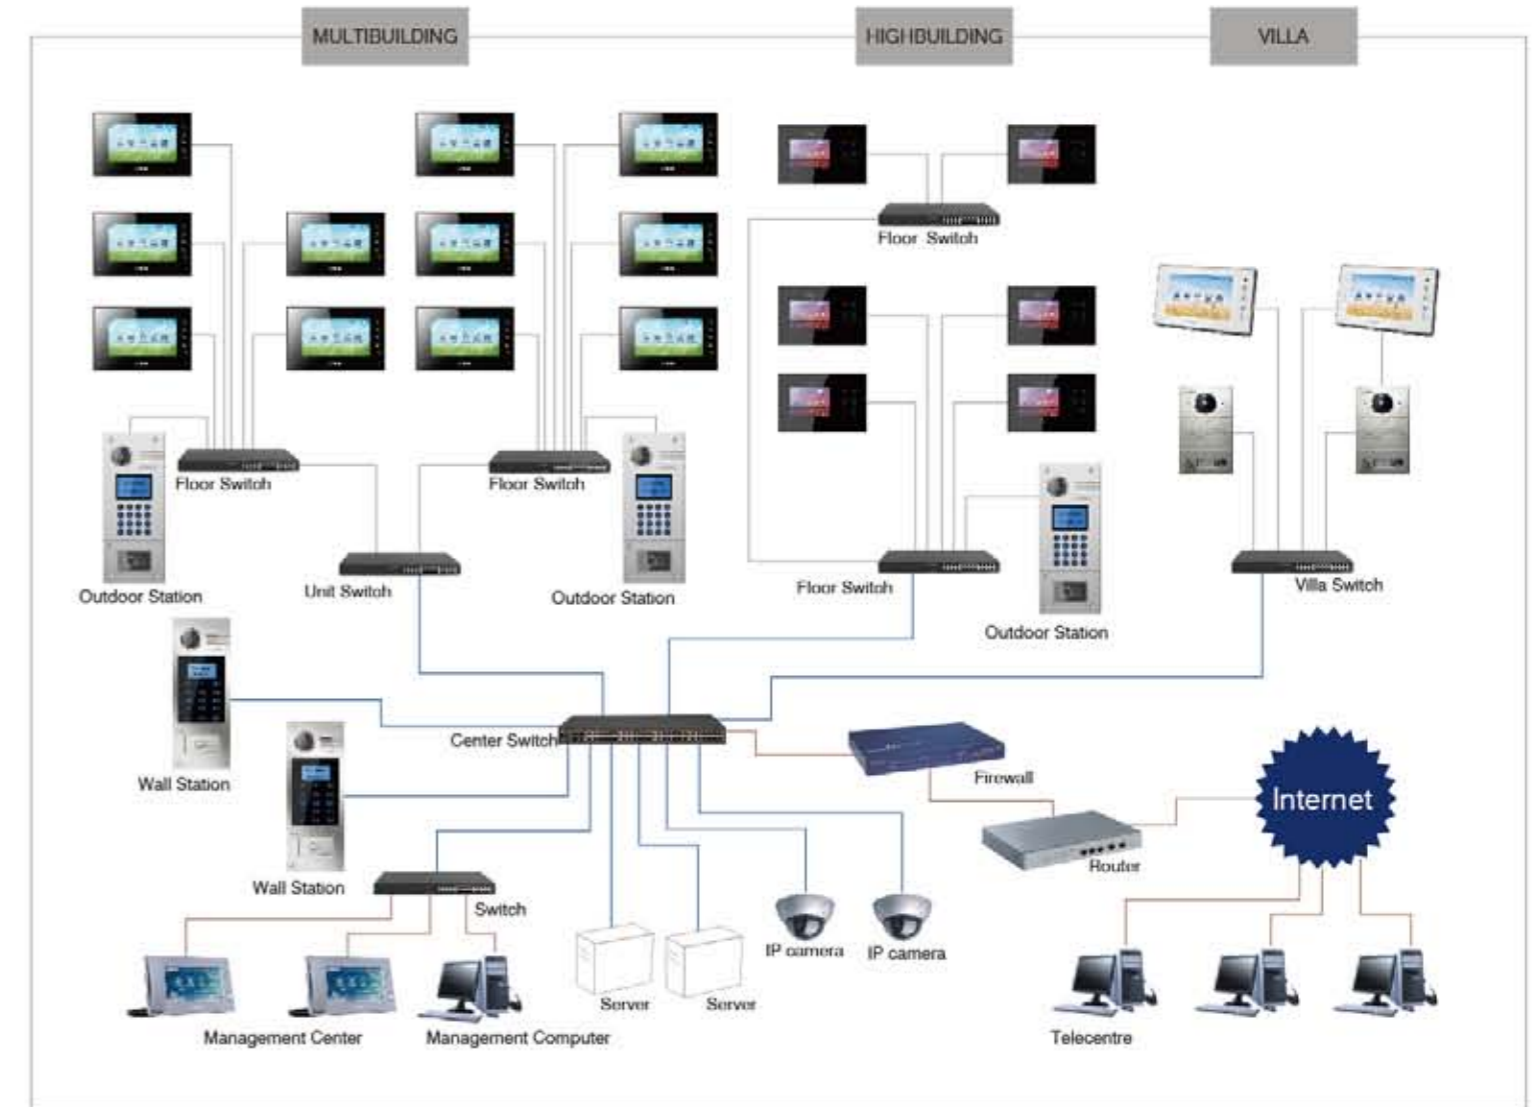 MULTIBUILDING
HIGHBUILDING
VILLA
Floor Switch
Floor Switch
Floor Switch
Outdoor Station
Unit Switch
Outdoor Station
Floor Switch
Villa Switch
Outdoor Station
Center Switch
Wall Station
Firewall
Internet
Router
Wall Station
Switch
IP camera
IP camera
Server
Server
Management Center
Management Computer
Telecentre